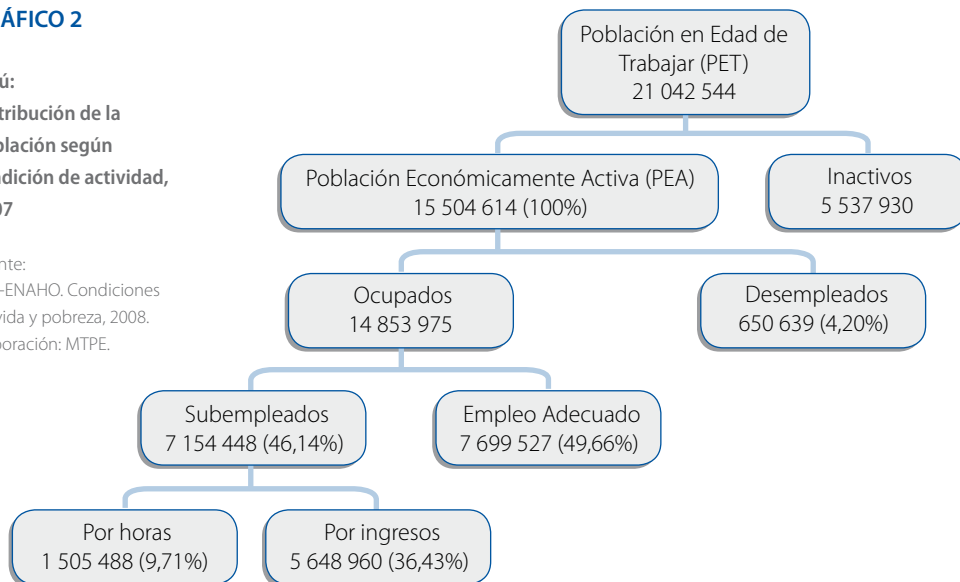 ÁFICO 2
ú:
tribución de la
blación según
ndición de actividad,
07
nte:
-ENAHO. Condiciones
vida y pobreza, 2008.
boración: MTPE.
Población en Edad de
Trabajar (PET)
21 042 544
Población Económicamente Activa (PEA)
15 504 614 (100%)
Inactivos
5 537 930
Ocupados
14 853 975
Desempleados
650 639 (4,20%)
Subempleados
7 154 448 (46,14%)
Empleo Adecuado
7 699 527 (49,66%)
Por horas
1 505 488 (9,71%)
Por ingresos
5 648 960 (36,43%)